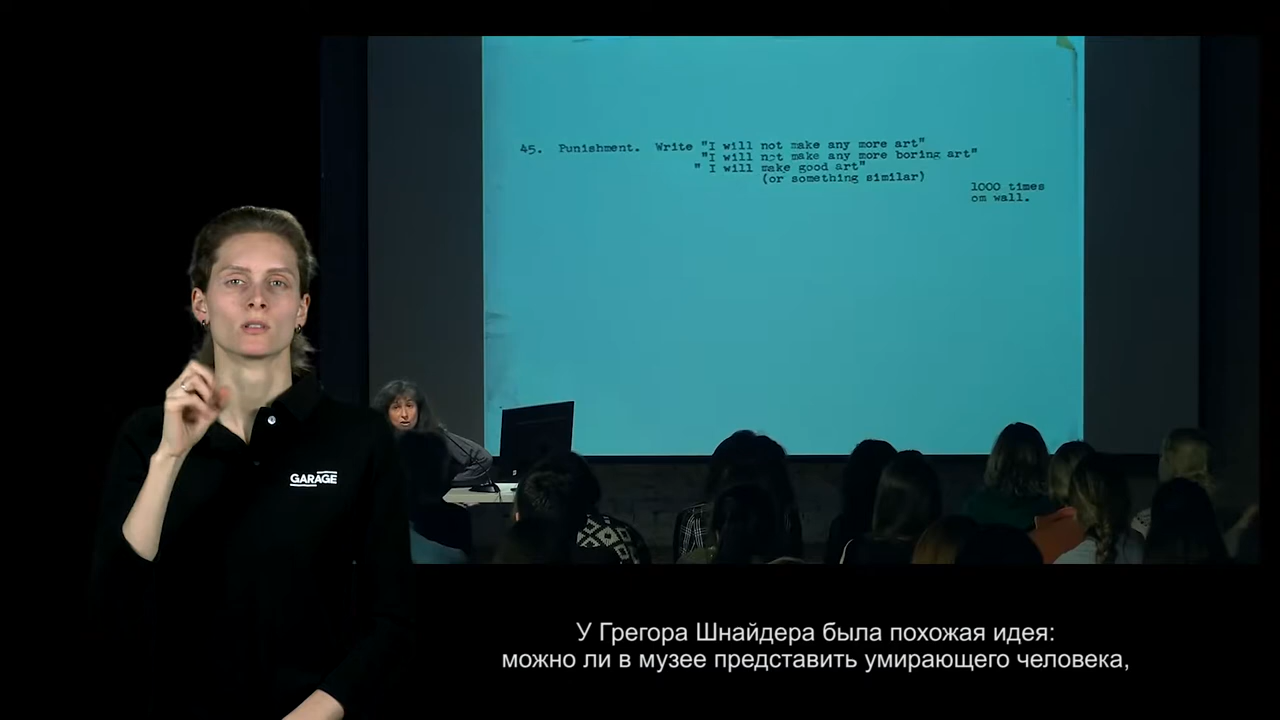 45. Punishment. Write "I will not make any more art"
"I will not make any more boring art"
" I will make good art"
(or something similar)
1000 times
om wall.
GARAGE
У Грегора Шнайдера была похожая идея:
можно ли в музее представить умирающего человека,